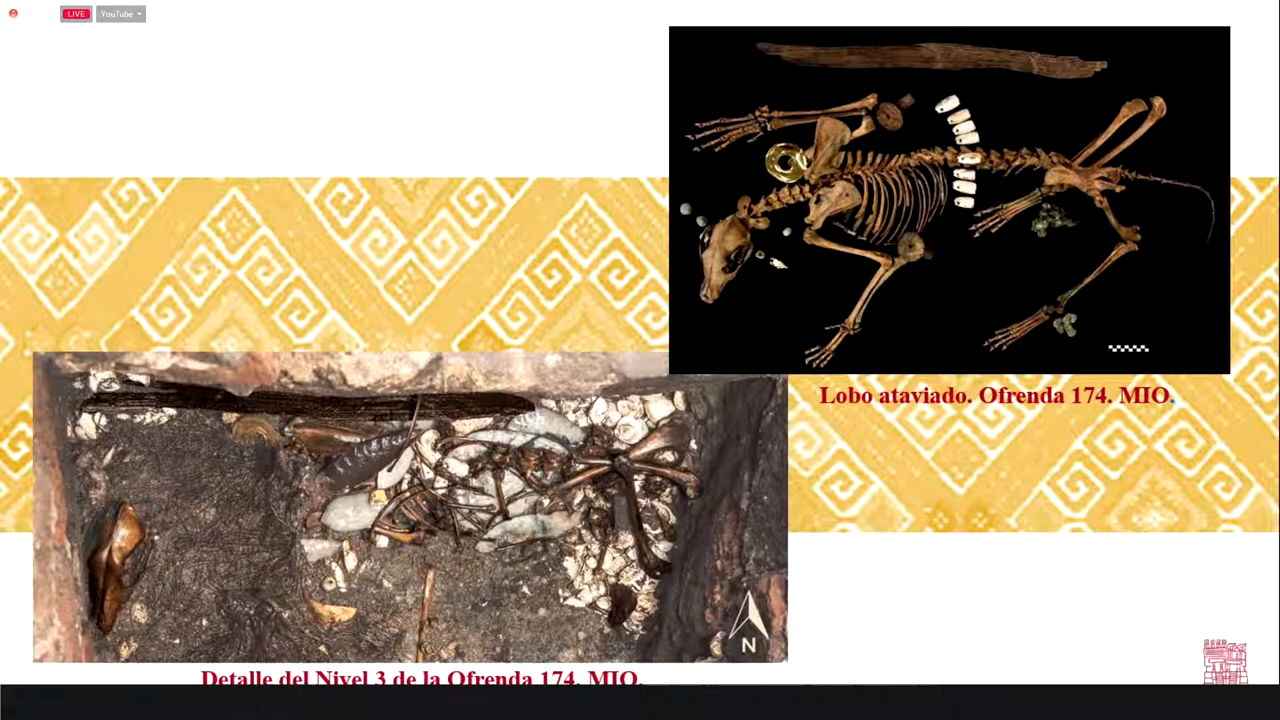 LIVE YouTube
Lobo ataviado. Ofrenda 174. MIO.
N
Detalle del Nivel 3 de la Ofrenda 174. MIO.